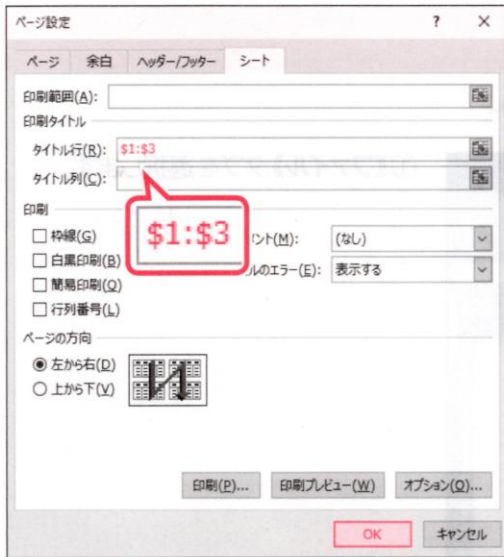 ページ設定 ? ×
ページ 余白 ヘッダー/フッター シート
印刷範囲(A):
印刷タイトル
タイトル行(R): $1:$3
タイトル列(C):
印刷
$1:$3
枠線(G) ント(M): (なし)
白黒印刷(B) ルのエラー(E): 表示する
簡易印刷(Q)
行列番号(L)
ページの方向
左から右(D)
上から下(V)
印刷(P)... 印刷プレビュー(W) オプション(O)...
OK キャンセル